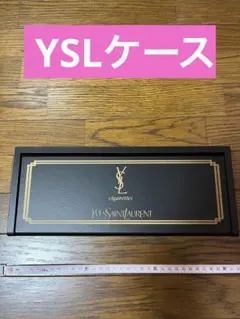 YSLケース
YSL
cigarettes
YVES SAINT LAURENT